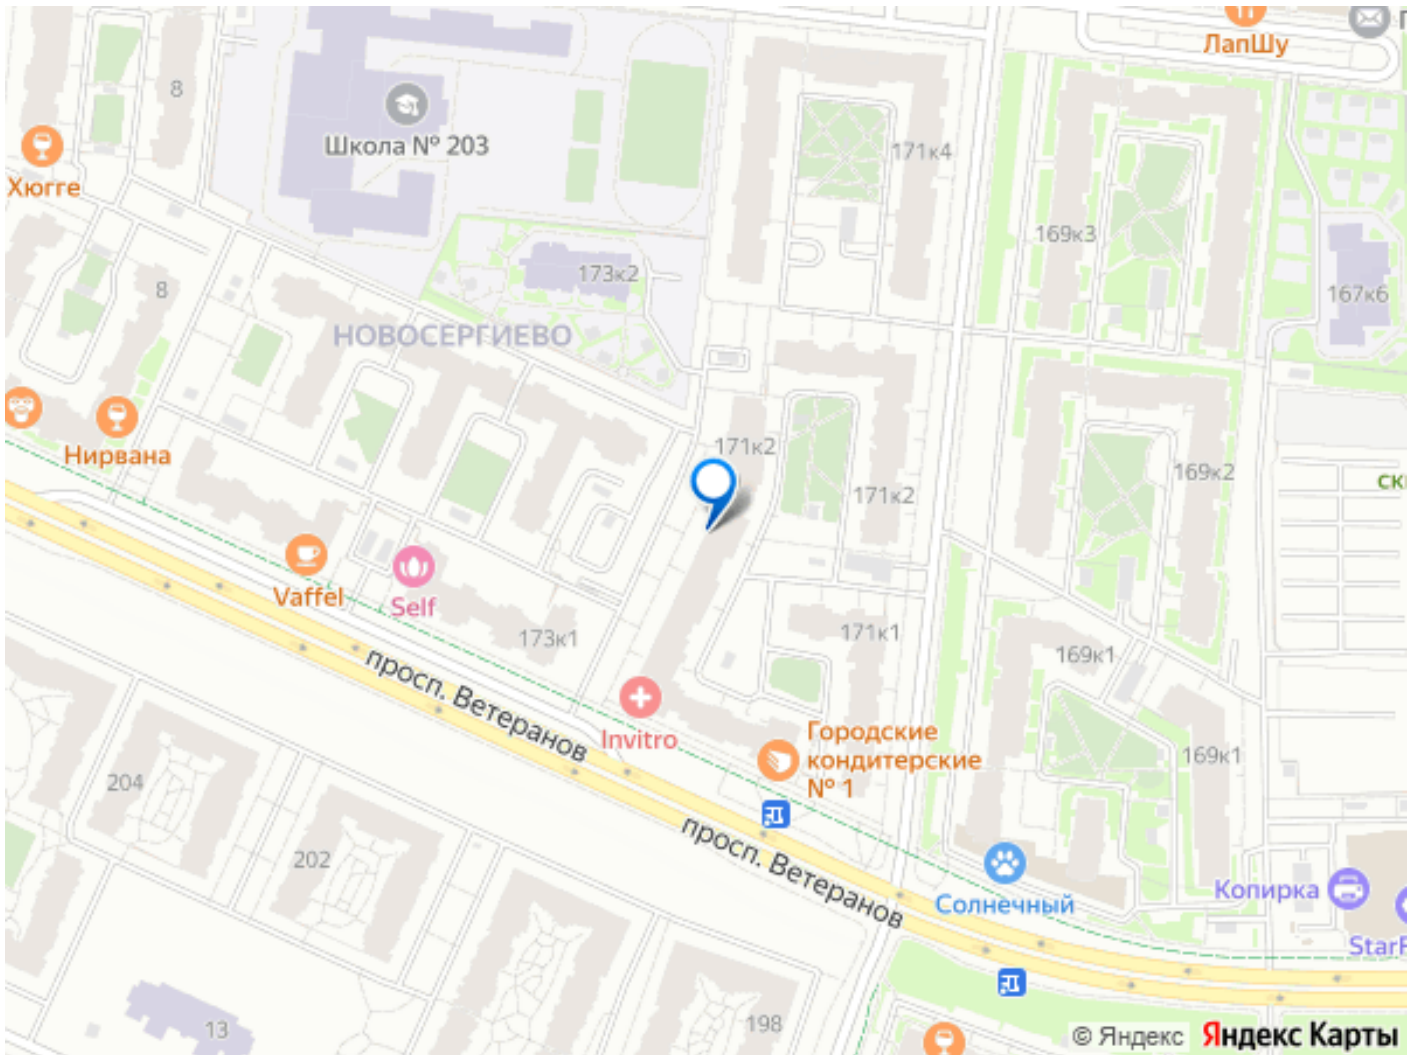 ЛапШу
8
Школа № 203
171к4
Хюгге
169к3
173к2
8
167к6
НОВОСЕРГИЕВО
Нирвана
171к2
169к2
171к2
Vaffel
Self
173к1
171к1
169к1
просп. Ветеранов
Invitro
Городские
кондитерские
№ 1
169к1
204
просп. Ветеранов
202
Солнечный
Копирка
13
198
© Яндекс
Яндекс Карты